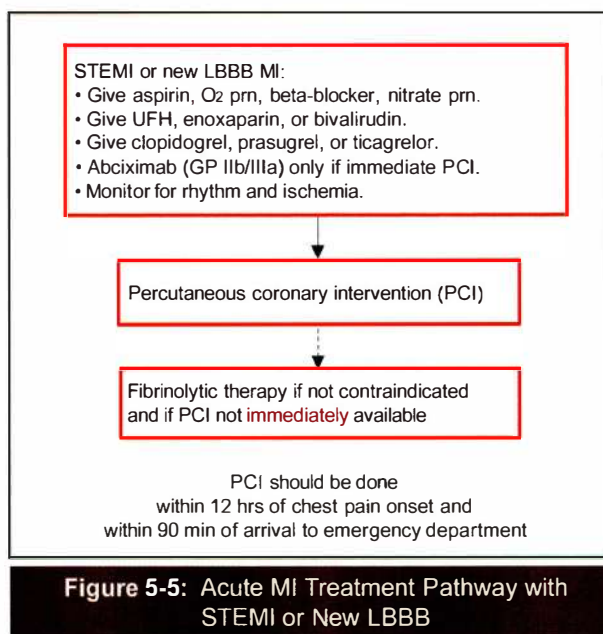 STEMI or new LBBB MI:
• Give aspirin, O2 prn, beta-blocker, nitrate prn.
• Give UFH, enoxaparin, or bivalirudin.
• Give clopidogrel, prasugrel, or ticagrelor.
• Abciximab (GP IIb/IIIa) only if immediate PCI.
• Monitor for rhythm and ischemia.
Percutaneous coronary intervention (PCI)
Fibrinolytic therapy if not contraindicated
and if PCI not immediately available
PCI should be done
within 12 hrs of chest pain onset and
within 90 min of arrival to emergency department
Figure 5-5: Acute MI Treatment Pathway with
STEMI or New LBBB